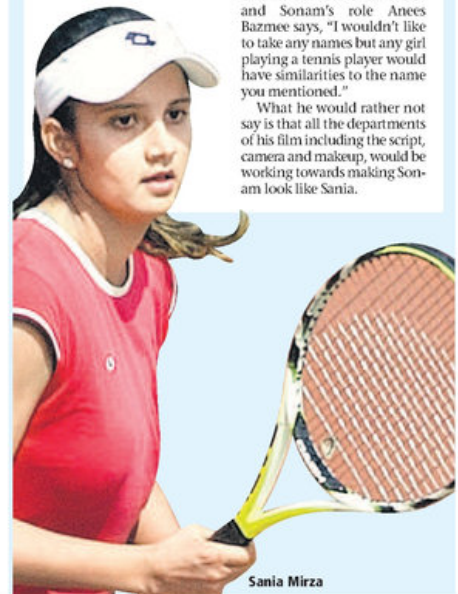 and Sonam's role Anees
Bazmee says, “I wouldn't like
to take any names but any girl
playing a tennis player would
have similarities to the name
you mentioned.”
What he would rather not
say is that all the departments
of his film including the script,
camera and makeup, would be
working towards making Son-
am look like Sania.
Sania Mirza